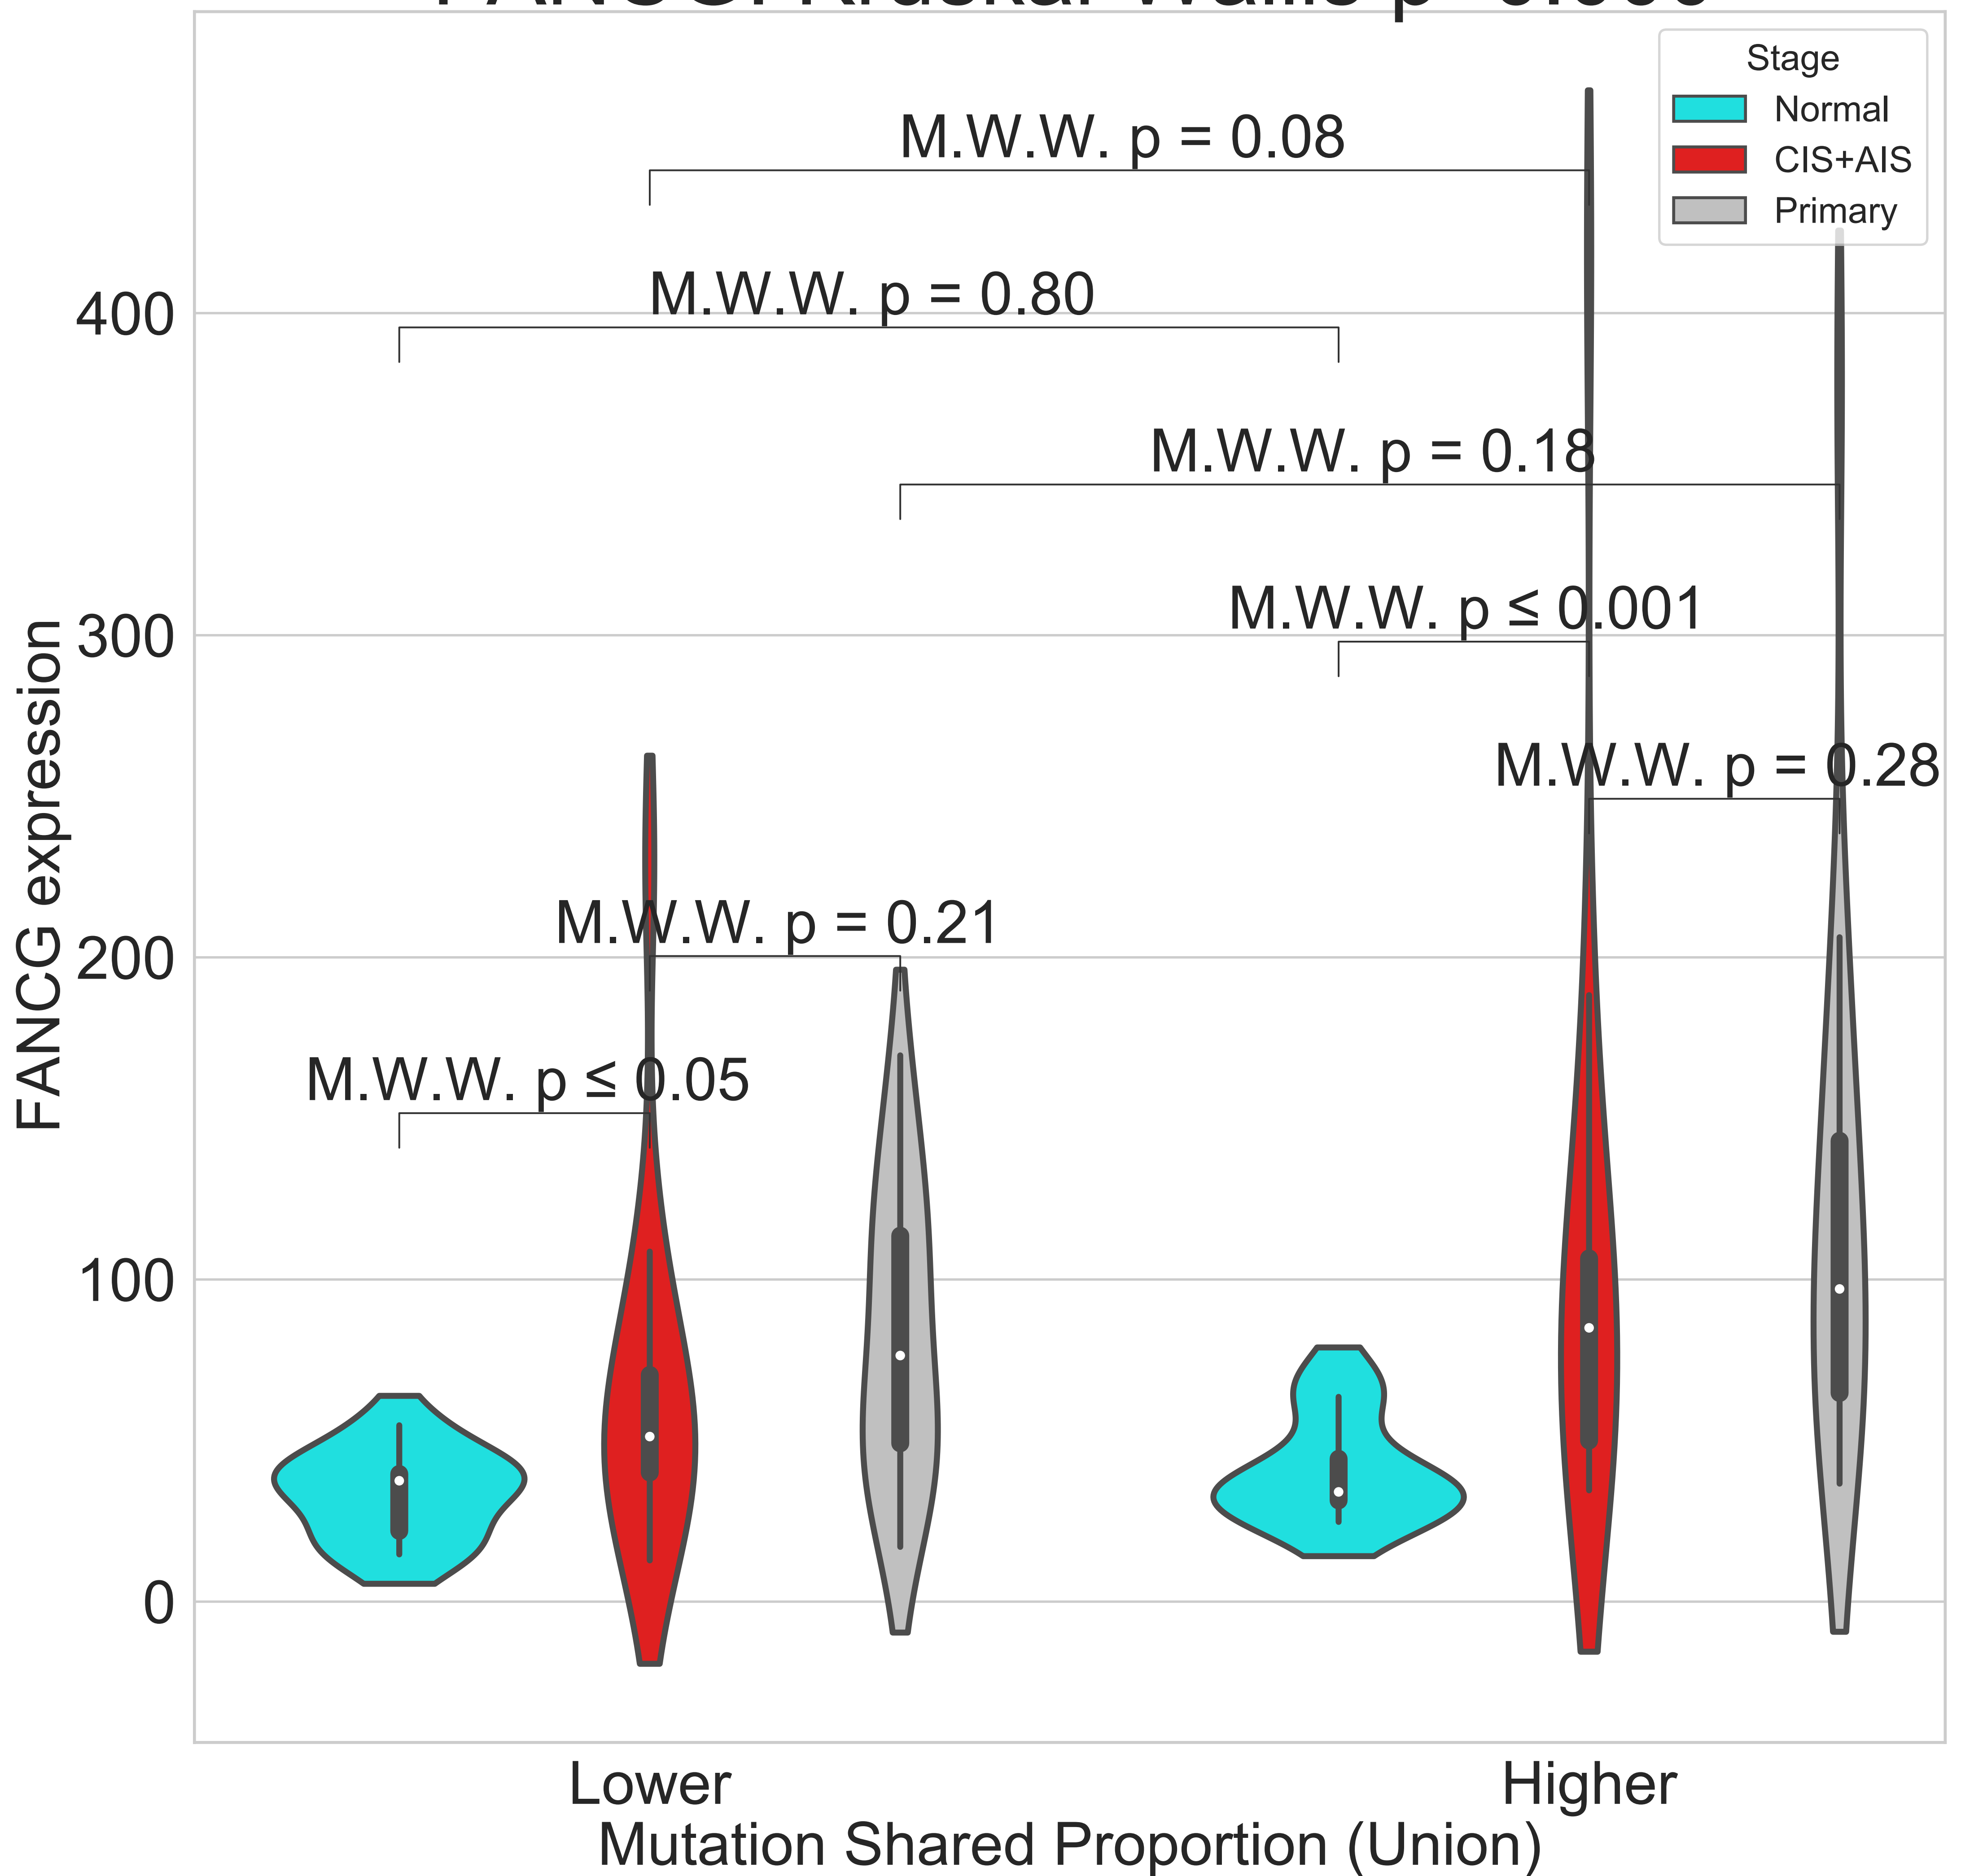 Stage
Normal
CIS+AIS
Primary
M.W.W. p = 0.08
M.W.W. p = 0.80
M.W.W. p = 0.18
M.W.W. p ≤ 0.001
M.W.W. p = 0.28
M.W.W. p = 0.21
M.W.W. p ≤ 0.05
FANCG expression
400
300
200
100
0
Lower
Higher
Mutation Shared Proportion (Union)